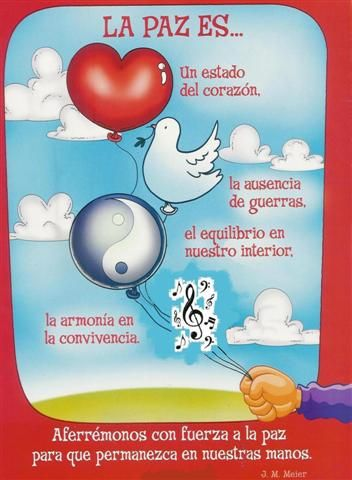 LA PAZ ES...
Un estado
del corazón,
la ausencia
de guerras,
el equilibrio en
nuestro interior,
la armonía en
la convivencia.
Aferrémonos con fuerza a la paz
para que permanezca en nuestras manos.
J. M. Meier